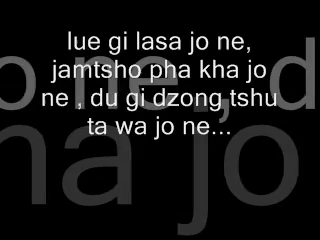 lue gi lasa jo ne,
jamtsho pha kha jo
ne , du gi dzong tshu
ta wa jo ne...